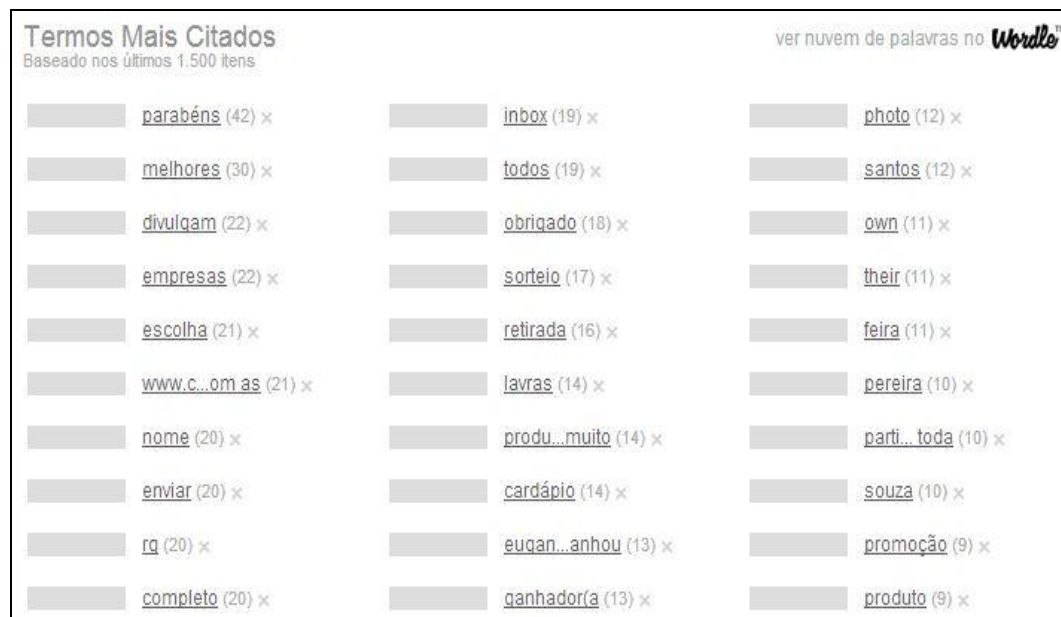 Termos Mais Citados
Baseado nos últimos 1.500 itens
ver nuvem de palavras no Wordle™
parabéns (42) ×
melhores (30) ×
divulgam (22) ×
empresas (22) ×
escolha (21) ×
www.c...om as (21) ×
nome (20) ×
enviar (20) ×
rg (20) ×
completo (20) ×
inbox (19) ×
todos (19) ×
obrigado (18) ×
sorteio (17) ×
retirada (16) ×
lavras (14) ×
produ...muito (14) ×
cardápio (14) ×
eugan...anhou (13) ×
ganhador(a (13) ×
photo (12) ×
santos (12) ×
own (11) ×
their (11) ×
feira (11) ×
pereira (10) ×
parti... toda (10) ×
souza (10) ×
promoção (9) ×
produto (9) ×